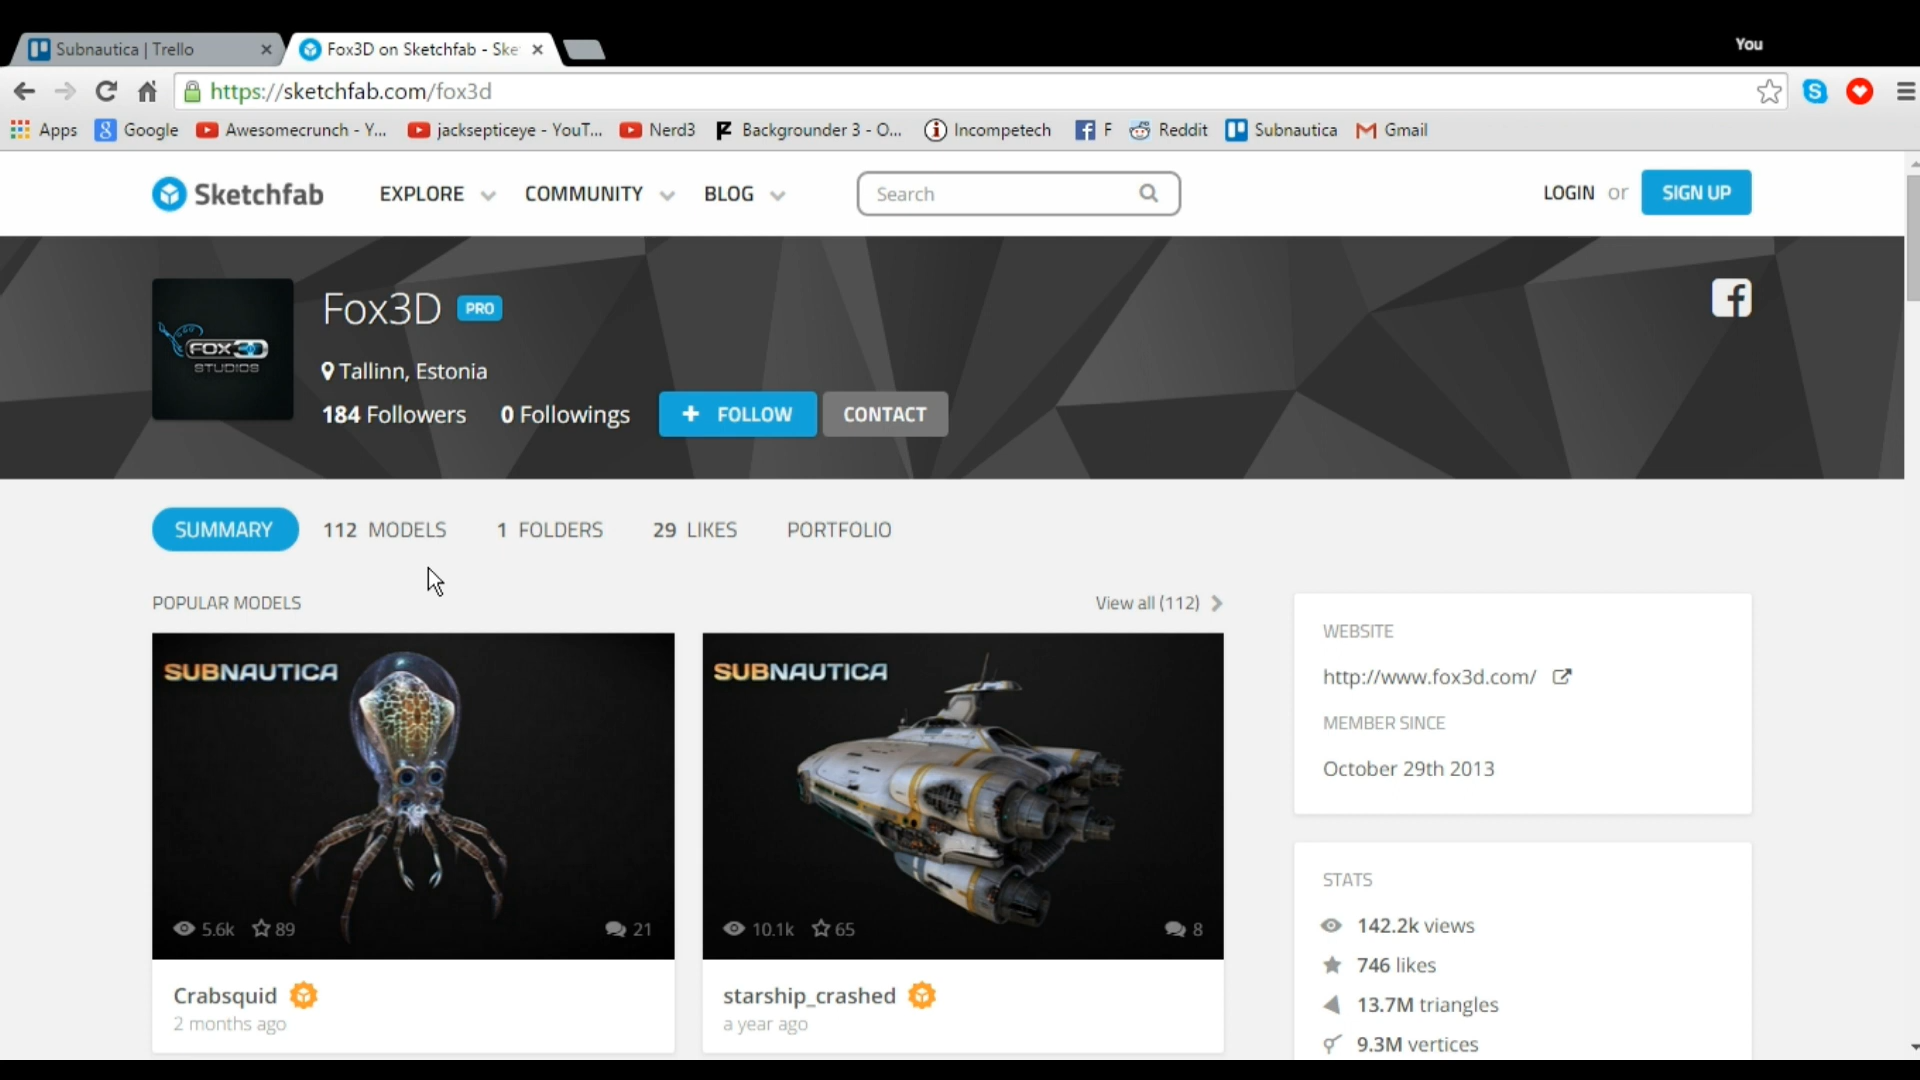 You
Subnautica | Trello
Fox3D on Sketchfab - Ske
https://sketchfab.com/fox3d
Apps Google Awesomecrunch - Y... jacksepticeye - YouT... Nerd3 Backgrounder 3 - O... Incompetech F Reddit Subnautica Gmail
Sketchfab EXPLORE COMMUNITY BLOG Search LOGIN or SIGN UP
FOX3D
STUDIOS
Fox3D PRO
Tallinn, Estonia
184 Followers 0 Followings + FOLLOW CONTACT
SUMMARY 112 MODELS 1 FOLDERS 29 LIKES PORTFOLIO
POPULAR MODELS View all (112)
SUBNAUTICA
5.6k 89 21
Crabsquid
2 months ago
SUBNAUTICA
10.1k 65 8
starship_crashed
a year ago
WEBSITE
http://www.fox3d.com/
MEMBER SINCE
October 29th 2013
STATS
142.2k views
746 likes
13.7M triangles
9.3M vertices